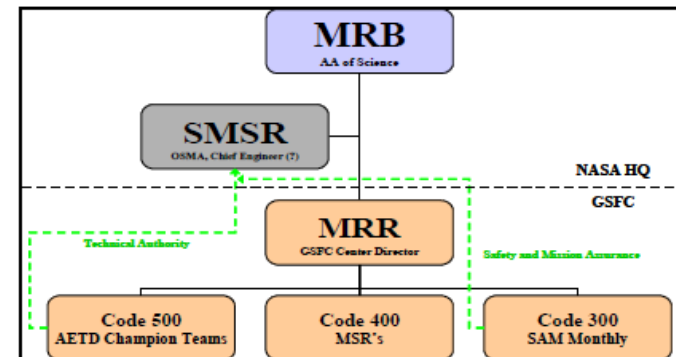 MRB
AA of Science
SMSR
OSMA, Chief Engineer (?)
NASA HQ
GSFC
MRR
GSFC Center Director
Technical Authority
Safety and Mission Assurance
Code 500
AETD Champion Teams
Code 400
MSR's
Code 300
SAM Monthly